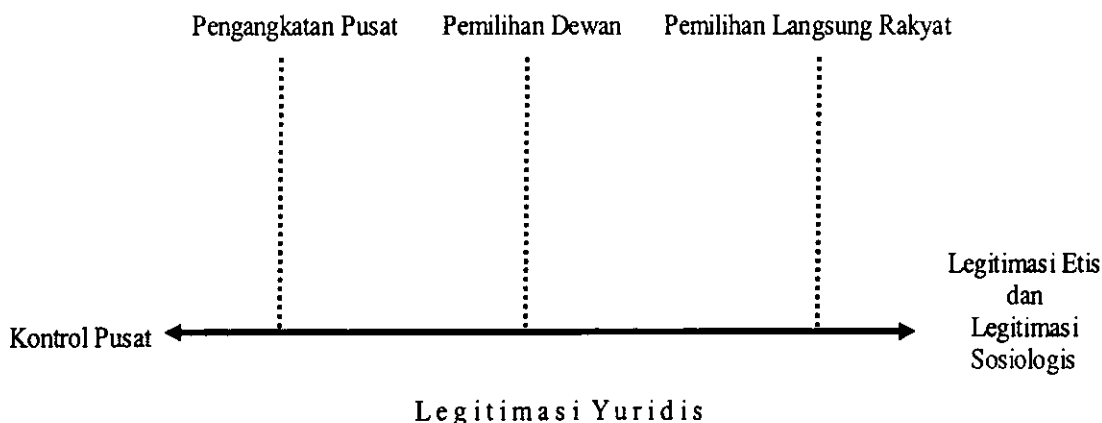 Pengangkatan Pusat Pemilihan Dewan Pemilihan Langsung Rakyat
Legitimasi Etis
dan
Legitimasi
Sosiologis
Kontrol Pusat
Legitimasi Yuridis